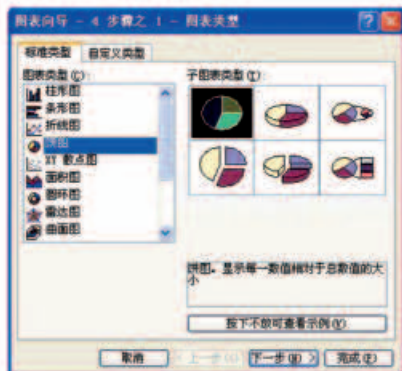 图表向导 - 4 步骤之 1 - 图表类型
标准类型 自定义类型
图表类型(C):
柱形图
条形图
折线图
饼图
XY 散点图
面积图
圆环图
雷达图
曲面图
子图表类型(T):
饼图。显示每一数值相对于总数值的大
小
按下不放可查看示例(V)
取消 < 上一步(B) 下一步(N) > 完成(F)